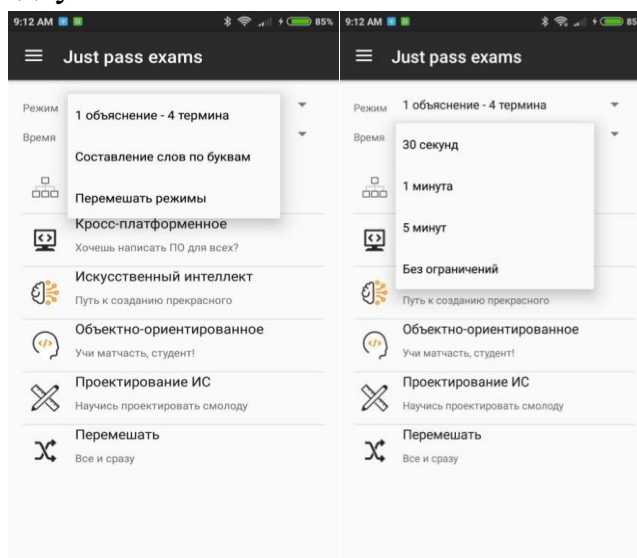 9:12 AM 85%
Just pass exams
Режим
1 объяснение - 4 термина
Время
Составление слов по буквам
Перемешать режимы
Кросс-платформенное
Хочешь написать ПО для всех?
Искусственный интеллект
Путь к созданию прекрасного
Объектно-ориентированное
Учи матчасть, студент!
Проектирование ИС
Научись проектировать смолоду
Перемешать
Все и сразу
9:12 AM 85
Just pass exams
Режим 1 объяснение - 4 термина
Время
30 секунд
1 минута
5 минут
Без ограничений
Путь к созданию прекрасного
Объектно-ориентированное
Учи матчасть, студент!
Проектирование ИС
Научись проектировать смолоду
Перемешать
Все и сразу